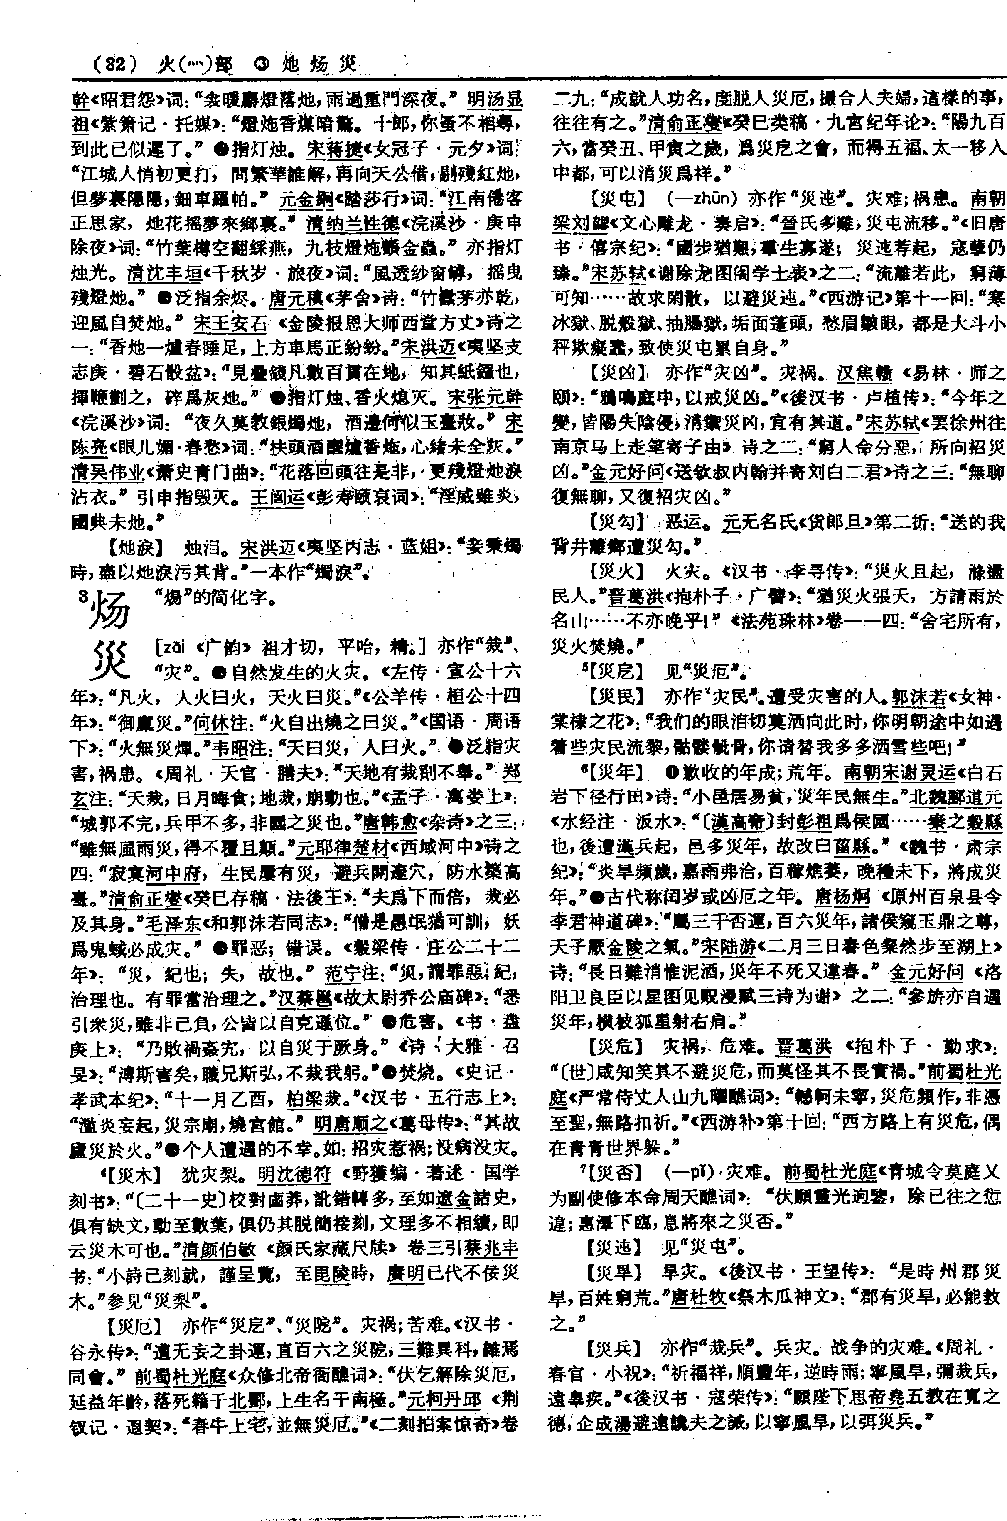 (32) 火(灬)部 ❸ 灺 炀 災
幹《昭君怨》词：“衾暖麝燈落灺，雨過重門深夜。” 明汤显
祖《紫箫记·托媒》：“燈灺香煤暗籠。十郎，你蚤不相尋，
到此已似遲了。” ❷指灯烛。宋蒋捷《女冠子·元夕》词：
“江城人悄初更打，問繁華誰解，再向天公借，剔殘紅灺，
但夢裏隱隱，鈿車羅帕。” 元金炯《踏莎行》词：“江南倦客
正思家，灺花摇夢來鄉裏。” 清纳兰性德《浣溪沙·庚申
除夜》词：“竹葉樽空翻綵燕，九枝燈灺顫金蟲。” 亦指灯
烛光。清沈丰垣《千秋岁·旅夜》词：“風透纱窗罅，摇曳
殘燈灺。” ❸泛指余烬。唐元稹《茅舍》诗：“竹檐茅亦乾，
迎風自焚灺。” 宋王安石《金陵报恩大师西堂方丈》诗之
一：“香灺一爐春睡足，上方車馬正紛紛。”宋洪迈《夷坚支
志庚·碧石骰盆》：“見疊錢凡數百貫在地，知其紙鏹也，
揮鞭劃之，碎爲灰灺。” ❹指灯烛、香火熄灭。宋张元幹
《浣溪沙》词：“夜久莫教銀燭灺，酒邊何似玉臺妝。” 宋
陈亮《眼儿媚·春愁》词：“扶頭酒醒爐香灺，心緒未全灰。”
清吴伟业《萧史青门曲》：“花落回頭往是非，更殘燈灺淚
沾衣。” 引申指毁灭。王闿运《彭寿颐哀词》：“淫威雖炎，
國典未灺。”
【灺淚】 烛泪。宋洪迈《夷坚丙志·蓝姐》：“妾秉燭
時，盡以灺淚污其背。”一本作“燭淚”。
3炀 “煬”的简化字。
災 [zāi 《广韵》 祖才切，平咍，精。] 亦作“烖”、
“灾”。 ❶自然发生的火灾。《左传·宣公十六
年》：“凡火，人火曰火，天火曰災。”《公羊传·桓公十四
年》：“御廩災。”何休注：“火自出燒之曰災。”《国语·周语
下》：“火無災燀。”韦昭注：“天曰災，人曰火。” ❷泛指灾
害，祸患。《周礼·天官·膳夫》：“天地有烖則不舉。” 郑
玄注：“天烖，日月晦食；地烖，崩動也。”《孟子·离娄上》：
“城郭不完，兵甲不多，非國之災也。”唐韩愈《杂诗》之三：
“雖無風雨災，得不覆且顛。”元耶律楚材《西域河中》诗之
四：“寂寞河中府，生民屢有災，避兵開邃穴，防水築高
臺。”清俞正燮《癸巳存稿·法後王》：“夫爲下而倍，烖必
及其身。”毛泽东《和郭沫若同志》：“僧是愚氓猶可訓，妖
爲鬼蜮必成灾。” ❸罪恶；错误。《穀梁传·庄公二十二
年》：“災，紀也；失，故也。” 范宁注：“災，謂罪惡；紀，
治理也。有罪當治理之。”汉蔡邕《故太尉乔公庙碑》：“悉
引衆災，雖非己負，公皆以自克遜位。” ❹危害。《书·盘
庚上》：“乃敗禍姦宄，以自災于厥身。” 《诗·大雅·召
旻》：“溥斯害矣，職兄斯弘，不烖我躬。”❺焚烧。《史记·
孝武本纪》：“十一月乙酉，柏梁烖。”《汉书·五行志上》：
“濫炎妄起，災宗廟，燒宮館。” 明唐顺之《葛母传》：“其故
廬災於火。”❻个人遭遇的不幸。如：招灾惹祸；没病没灾。
4【災木】 犹灾梨。明沈德符《野獲编·著述·国学
刻书》：“〔二十一史〕校對鹵莽，訛錯轉多，至如遼金諸史，
俱有缺文，動至數葉，俱仍其脱簡接刻，文理多不相續，即
云災木可也。”清颜伯敏《颜氏家藏尺牍》卷三引蔡兆丰
书：“小詩已刻就，謹呈覽，至毘陵時，廣明已代不佞災
木。”参见“災梨”。
【災厄】 亦作“災戹”、“災阨”。灾祸；苦难。《汉书·
谷永传》：“遭无妄之卦運，直百六之災阨，三難異科，雜焉
同會。” 前蜀杜光庭《众修北帝衙醮词》：“伏乞解除災厄，
延益年齡，落死籍于北酆，上生名于南極。”元柯丹邱《荆
钗记·迎契》：“春牛上宅，並無災厄。”《二刻拍案惊奇》卷
二九：“成就人功名，度脱人災厄，撮合人夫婦，這樣的事，
往往有之。”清俞正燮《癸巳类稿·九宫纪年论》：“陽九百
六，當癸丑、甲寅之歲，爲災戹之會，而得五福、太一移入
中都，可以消災爲祥。”
【災屯】 (—zhūn) 亦作“災迍”。灾难；祸患。南朝
梁刘勰《文心雕龙·奏启》：“晉氏多難，災屯流移。”《旧唐
书·僖宗纪》：“國步猶艱，羣生寡遂；災迍荐起，寇孽仍
臻。”宋苏轼《谢除龙图阁学士表》之二：“流離若此，窮薄
可知……故求閑散，以避災迍。”《西游记》第十一回：“寒
冰獄、脱殼獄、抽腸獄，垢面蓬頭，愁眉皺眼，都是大斗小
秤欺癡蠢，致使災屯累自身。”
【災凶】 亦作“灾凶”。灾祸。汉焦赣《易林·师之
颐》：“鴉鳴庭中，以戒災凶。”《後汉书·卢植传》：“今年之
變，皆陽失陰侵，消禦災凶，宜有其道。”宋苏轼《罢徐州往
南京马上走笔寄子由》诗之二：“窮人命分惡，所向招災
凶。”金元好问《送敏叔内翰并寄刘白二君》诗之三：“無聊
復無聊，又復招灾凶。”
【災勾】 恶运。元无名氏《货郎旦》第二折：“送的我
背井離鄉遭災勾。”
【災火】 火灾。《汉书·李寻传》：“災火且起，滌盪
民人。”晋葛洪《抱朴子·广譬》：“猶災火張天，方請雨於
名山……不亦晚乎！” 《法苑珠林》卷一一四：“舍宅所有，
災火焚燒。”
5【災戹】 见“災厄”。
【災民】 亦作“灾民”。遭受灾害的人。郭沫若《女神·
棠棣之花》：“我们的眼泪切莫洒向此时，你明朝途中如遇
着些灾民流黎，骷髅骸骨，你请替我多多洒雪些吧！”
6【災年】 ❶歉收的年成；荒年。南朝宋谢灵运《白石
岩下径行田》诗：“小邑居易貧，災年民無生。”北魏郦道元
《水经注·汳水》：“〔漢高帝〕封彭祖爲侯國……秦之穀縣
也，後遭漢兵起，邑多災年，故改曰菑縣。” 《魏书·肃宗
纪》：“炎旱頻歲，嘉雨弗洽，百稼燋萎，晚種未下，將成災
年。”❷古代称闰岁或凶厄之年。唐杨炯《原州百泉县令
李君神道碑》：“屬三千否運，百六災年，諸侯窺玉鼎之尊，
天子厭金陵之氣。”宋陆游《二月三日春色粲然步至湖上》
诗：“長日難消惟泥酒，災年不死又逢春。” 金元好问《洛
阳卫良臣以星图见贶漫赋三诗为谢》之二：“參旂亦自遇
災年，横被狐星射右肩。”
【災危】 灾祸，危难。晋葛洪《抱朴子·勤求》：
“〔世〕咸知笑其不避災危，而莫怪其不畏實禍。”前蜀杜光
庭《严常侍丈人山九曜醮词》：“轗軻未寧，災危頻作，非憑
至聖，無路扣祈。”《西游补》第十回：“西方路上有災危，偶
在青青世界躲。”
7【災否】 (—pǐ)·灾难。前蜀杜光庭《青城令莫庭乂
为副使修本命周天醮词》：“伏願靈光迥鑒，除已往之愆
違；惠澤下臨，息將來之災否。”
【災迍】 见“災屯”。
【災旱】 旱灾。《後汉书·王望传》：“是時州郡災
旱，百姓窮荒。”唐杜牧《祭木瓜神文》：“郡有災旱，必能救
之。”
【災兵】 亦作“烖兵”。兵灾。战争的灾难。《周礼·
春官·小祝》：“祈福祥，順豐年，逆時雨；寧風旱，彌烖兵，
遠辠疾。”《後汉书·寇荣传》：“願陛下思帝堯五教在寬之
德，企成湯避遠讒夫之誡，以寧風旱，以弭災兵。”